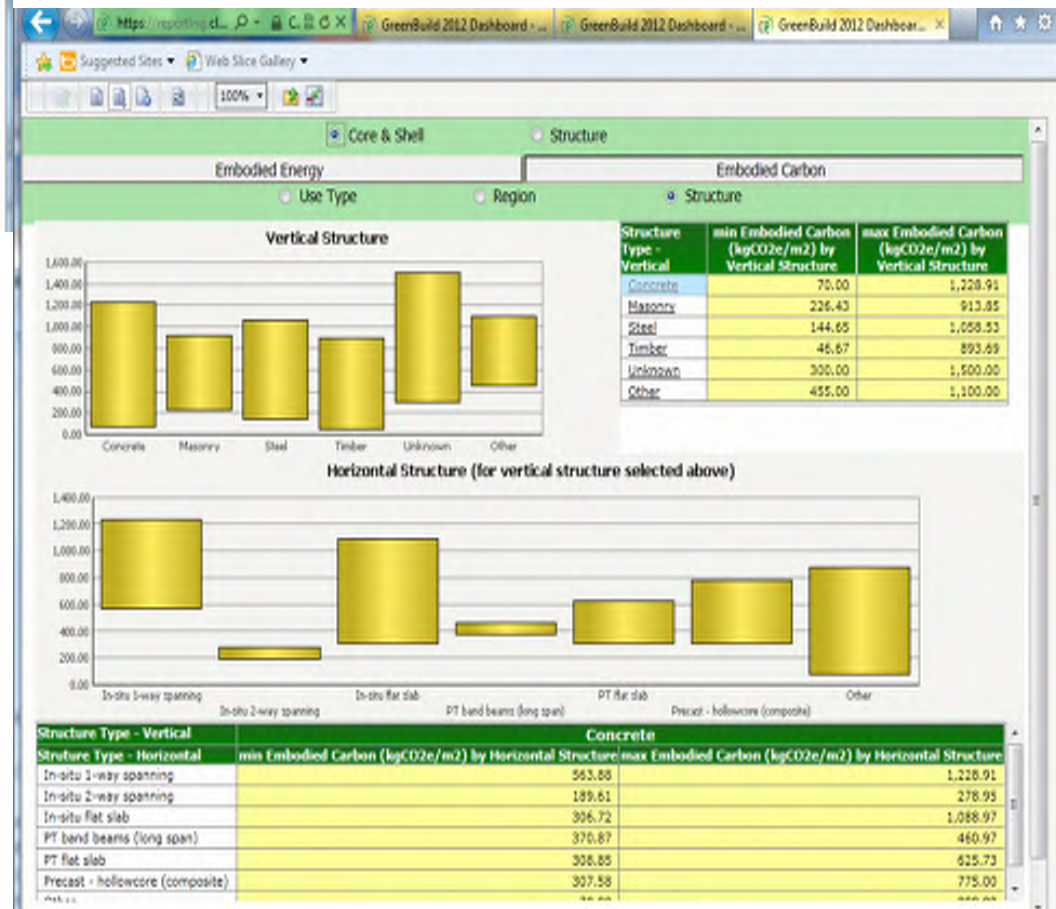 https://reporting.cl...
GreenBuild 2012 Dashboard - ...
GreenBuild 2012 Dashboard - ...
GreenBuild 2012 Dashboar...
Suggested Sites
Web Slice Gallery
100%
Core & Shell
Structure
Embodied Energy
Embodied Carbon
Use Type
Region
Structure
Vertical Structure
1,600.00
1,400.00
1,200.00
1,000.00
800.00
600.00
400.00
200.00
0.00
Concrete Masonry Steel Timber Unknown Other
Structure Type - Vertical min Embodied Carbon (kgCO2e/m2) by Vertical Structure max Embodied Carbon (kgCO2e/m2) by Vertical Structure
Concrete 70.00 1,228.91
Masonry 226.43 913.85
Steel 144.65 1,058.53
Timber 46.67 893.69
Unknown 300.00 1,500.00
Other 455.00 1,100.00
Horizontal Structure (for vertical structure selected above)
1,400.00
1,200.00
1,000.00
800.00
600.00
400.00
200.00
0.00
In-situ 1-way spanning In-situ flat slab PT flat slab Other
In-situ 2-way spanning PT band beams (long span) Precast - hollowcore (composite)
Structure Type - Vertical Concrete
Struture Type - Horizontal min Embodied Carbon (kgCO2e/m2) by Horizontal Structure max Embodied Carbon (kgCO2e/m2) by Horizontal Structure
In-situ 1-way spanning 563.88 1,228.91
In-situ 2-way spanning 189.61 278.95
In-situ flat slab 306.72 1,088.97
PT band beams (long span) 370.87 460.97
PT flat slab 308.85 625.73
Precast - hollowcore (composite) 307.58 775.00